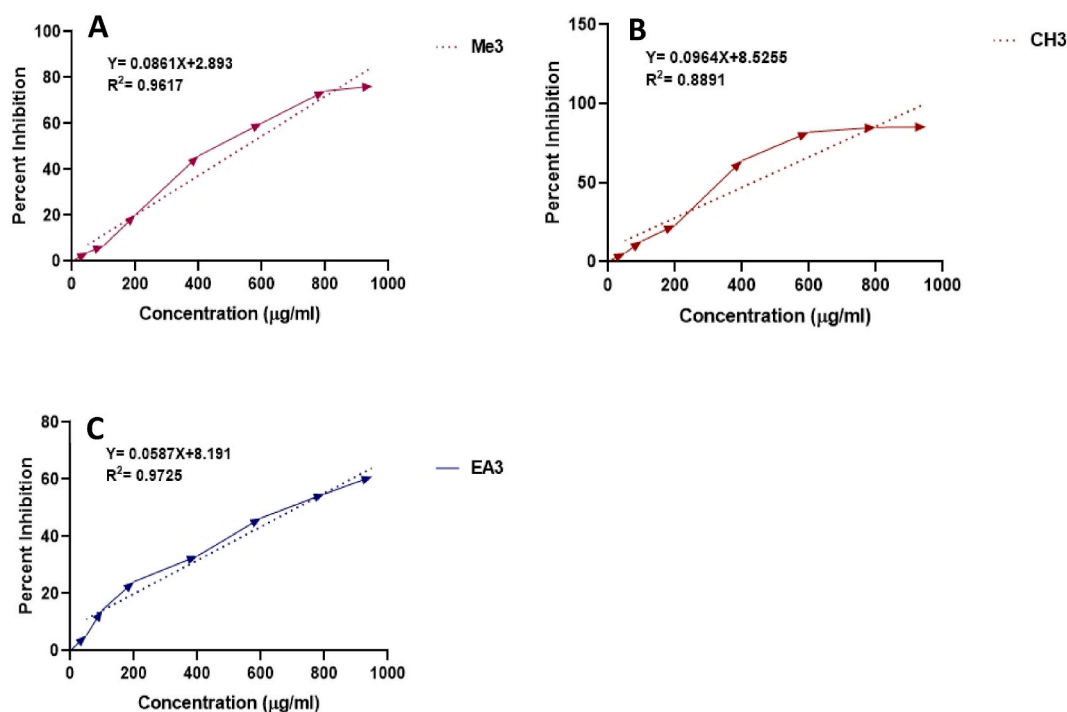 A
Me3
Y= 0.0861X+2.893
R²= 0.9617
100
80
60
40
20
0
Percent Inhibition
0 200 400 600 800 1000
Concentration (μg/ml)
B
CH3
Y= 0.0964X+8.5255
R²= 0.8891
150
100
50
0
Percent Inhibition
0 200 400 600 800 1000
Concentration (μg/ml)
C
EA3
Y= 0.0587X+8.191
R²= 0.9725
80
60
40
20
0
Percent Inhibition
0 200 400 600 800 1000
Concentration (μg/ml)